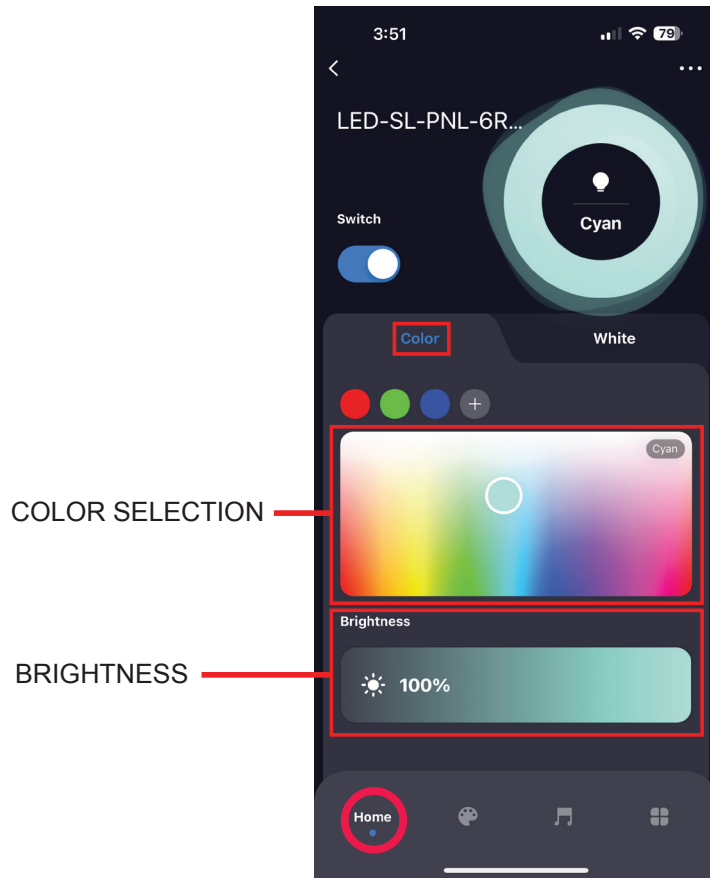 3:51
79
LED-SL-PNL-6R...
Cyan
Switch
Color
White
Cyan
COLOR SELECTION
Brightness
BRIGHTNESS
100%
Home